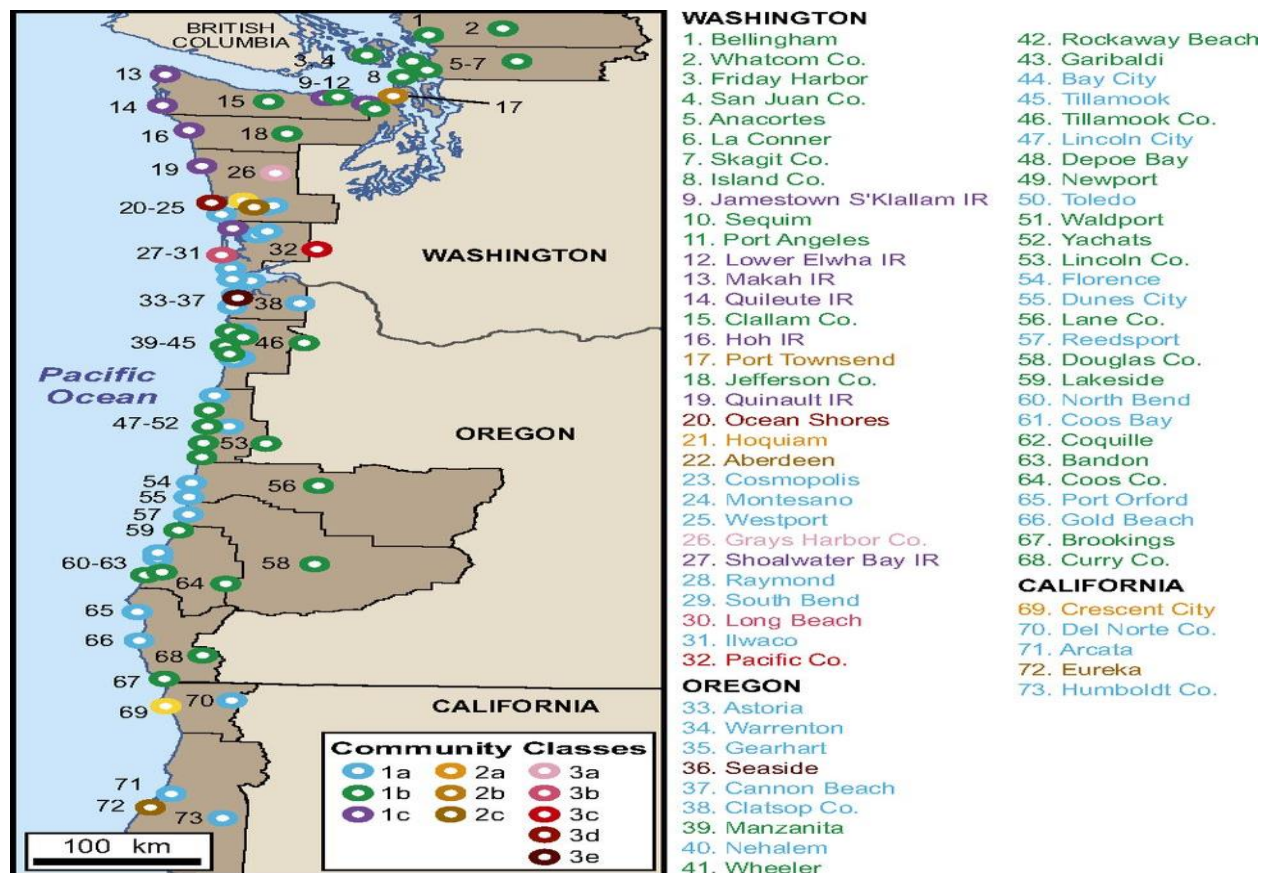 BRITISH
COLUMBIA
1
2
3, 4
5-7
8
9-12
13
14
15
16
17
18
19
26
20-25
27-31
32
WASHINGTON
33-37
38
39-45
46
Pacific
Ocean
47-52
53
OREGON
54
55
56
57
59
58
60-63
64
65
66
68
67
69
70
CALIFORNIA
71
72
73
Community Classes
1a 2a 3a
1b 2b 3b
1c 2c 3c
3d
3e
100 km
WASHINGTON
1. Bellingham
2. Whatcom Co.
3. Friday Harbor
4. San Juan Co.
5. Anacortes
6. La Conner
7. Skagit Co.
8. Island Co.
9. Jamestown S'Klallam IR
10. Sequim
11. Port Angeles
12. Lower Elwha IR
13. Makah IR
14. Quileute IR
15. Clallam Co.
16. Hoh IR
17. Port Townsend
18. Jefferson Co.
19. Quinault IR
20. Ocean Shores
21. Hoquiam
22. Aberdeen
23. Cosmopolis
24. Montesano
25. Westport
26. Grays Harbor Co.
27. Shoalwater Bay IR
28. Raymond
29. South Bend
30. Long Beach
31. Ilwaco
32. Pacific Co.
OREGON
33. Astoria
34. Warrenton
35. Gearhart
36. Seaside
37. Cannon Beach
38. Clatsop Co.
39. Manzanita
40. Nehalem
41. Wheeler
42. Rockaway Beach
43. Garibaldi
44. Bay City
45. Tillamook
46. Tillamook Co.
47. Lincoln City
48. Depoe Bay
49. Newport
50. Toledo
51. Waldport
52. Yachats
53. Lincoln Co.
54. Florence
55. Dunes City
56. Lane Co.
57. Reedsport
58. Douglas Co.
59. Lakeside
60. North Bend
61. Coos Bay
62. Coquille
63. Bandon
64. Coos Co.
65. Port Orford
66. Gold Beach
67. Brookings
68. Curry Co.
CALIFORNIA
69. Crescent City
70. Del Norte Co.
71. Arcata
72. Eureka
73. Humboldt Co.